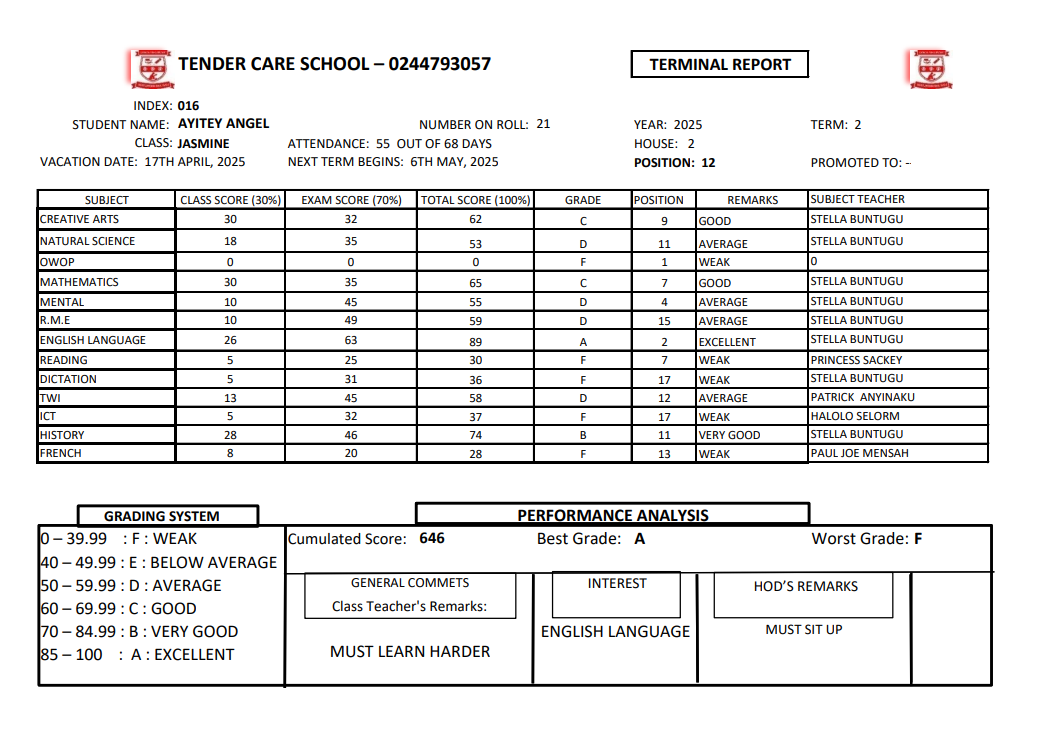 TENDER CARE SCHOOL – 0244793057
TERMINAL REPORT
INDEX: 016
STUDENT NAME: AYITEY ANGEL NUMBER ON ROLL: 21 YEAR: 2025 TERM: 2
CLASS: JASMINE ATTENDANCE: 55 OUT OF 68 DAYS HOUSE: 2
VACATION DATE: 17TH APRIL, 2025 NEXT TERM BEGINS: 6TH MAY, 2025 POSITION: 12 PROMOTED TO: --
SUBJECT CLASS SCORE (30%) EXAM SCORE (70%) TOTAL SCORE (100%) GRADE POSITION REMARKS SUBJECT TEACHER
CREATIVE ARTS 30 32 62 C 9 GOOD STELLA BUNTUGU
NATURAL SCIENCE 18 35 53 D 11 AVERAGE STELLA BUNTUGU
OWOP 0 0 0 F 1 WEAK 0
MATHEMATICS 30 35 65 C 7 GOOD STELLA BUNTUGU
MENTAL 10 45 55 D 4 AVERAGE STELLA BUNTUGU
R.M.E 10 49 59 D 15 AVERAGE STELLA BUNTUGU
ENGLISH LANGUAGE 26 63 89 A 2 EXCELLENT STELLA BUNTUGU
READING 5 25 30 F 7 WEAK PRINCESS SACKEY
DICTATION 5 31 36 F 17 WEAK STELLA BUNTUGU
TWI 13 45 58 D 12 AVERAGE PATRICK ANYINAKU
ICT 5 32 37 F 17 WEAK HALOLO SELORM
HISTORY 28 46 74 B 11 VERY GOOD STELLA BUNTUGU
FRENCH 8 20 28 F 13 WEAK PAUL JOE MENSAH
GRADING SYSTEM
0 – 39.99 : F : WEAK
40 – 49.99 : E : BELOW AVERAGE
50 – 59.99 : D : AVERAGE
60 – 69.99 : C : GOOD
70 – 84.99 : B : VERY GOOD
85 – 100 : A : EXCELLENT
PERFORMANCE ANALYSIS
Cumulated Score: 646 Best Grade: A Worst Grade: F
GENERAL COMMETS
Class Teacher's Remarks:
MUST LEARN HARDER
INTEREST
ENGLISH LANGUAGE
HOD'S REMARKS
MUST SIT UP